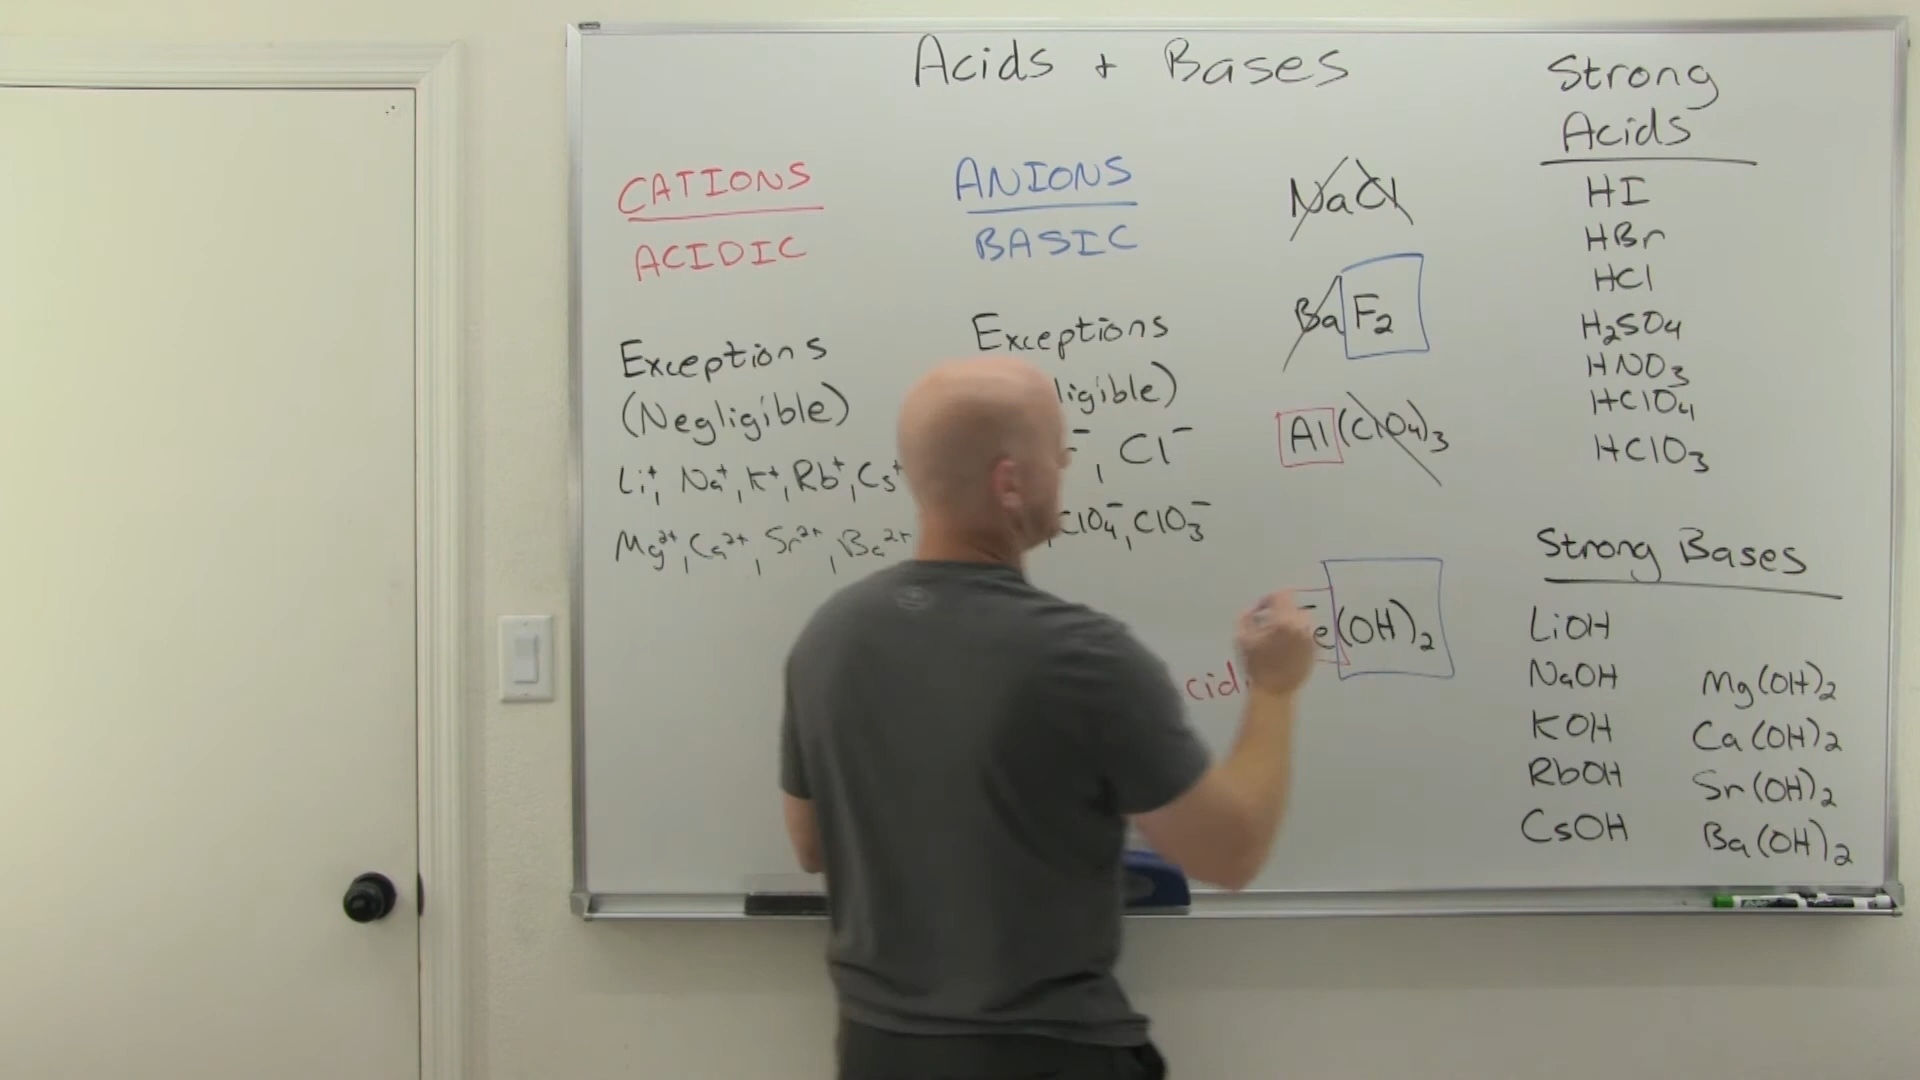 Acids + Bases
CATIONS
ACIDIC
Exceptions
(Negligible)
Li⁺, Na⁺, K⁺, Rb⁺, Cs⁺
Mg²⁺, Ca²⁺, Sr²⁺, Ba²⁺
ANIONS
BASIC
Exceptions
ligible)
⁻, Cl⁻
, ClO₄⁻, ClO₃⁻
NaCl
BaF₂
Al(ClO₄)₃
e(OH)₂
cid
Strong
Acids
HI
HBr
HCl
H₂SO₄
HNO₃
HClO₄
HClO₃
Strong Bases
LiOH
NaOH Mg(OH)₂
KOH Ca(OH)₂
RbOH Sr(OH)₂
CsOH Ba(OH)₂